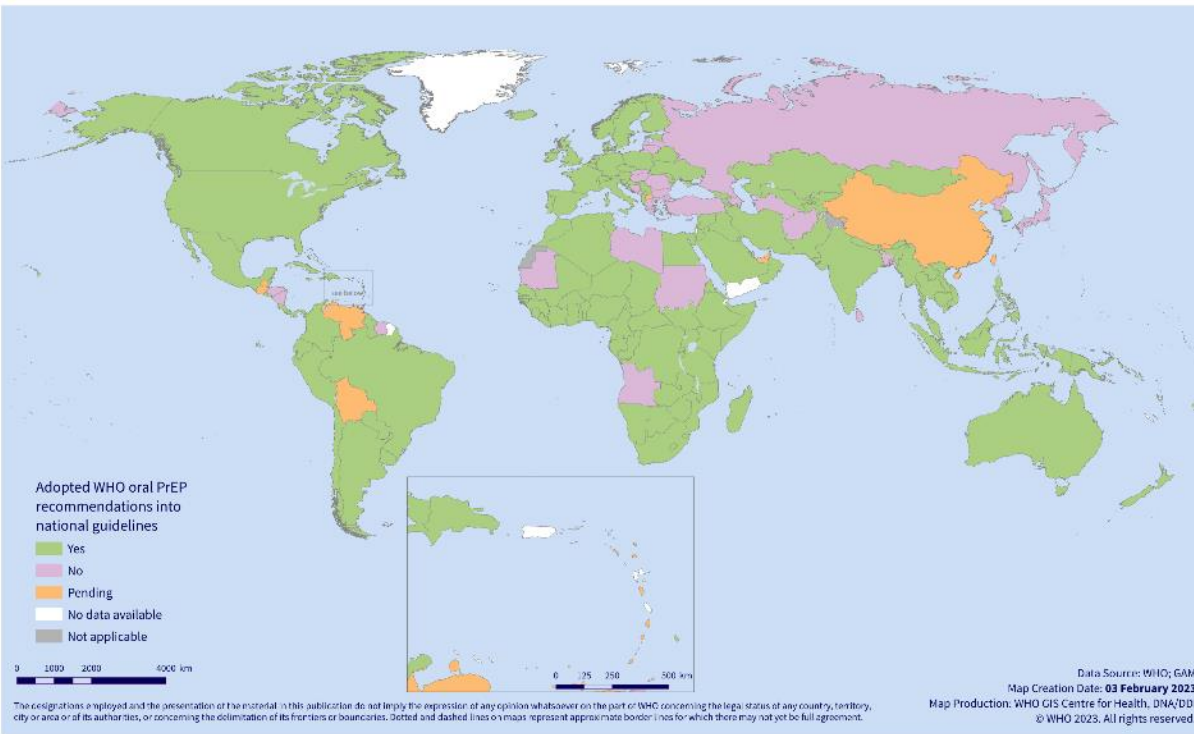 see below
Adopted WHO oral PrEP
recommendations into
national guidelines
Yes
No
Pending
No data available
Not applicable
0 1000 2000 4000 km
0 125 250 500 km
Data Source: WHO; GAM
Map Creation Date: 03 February 2023
Map Production: WHO GIS Centre for Health, DNA/DDI
© WHO 2023. All rights reserved.
The designations employed and the presentation of the material in this publication do not imply the expression of any opinion whatsoever on the part of WHO concerning the legal status of any country, territory,
city or area or of its authorities, or concerning the delimitation of its frontiers or boundaries. Dotted and dashed lines on maps represent approximate border lines for which there may not yet be full agreement.